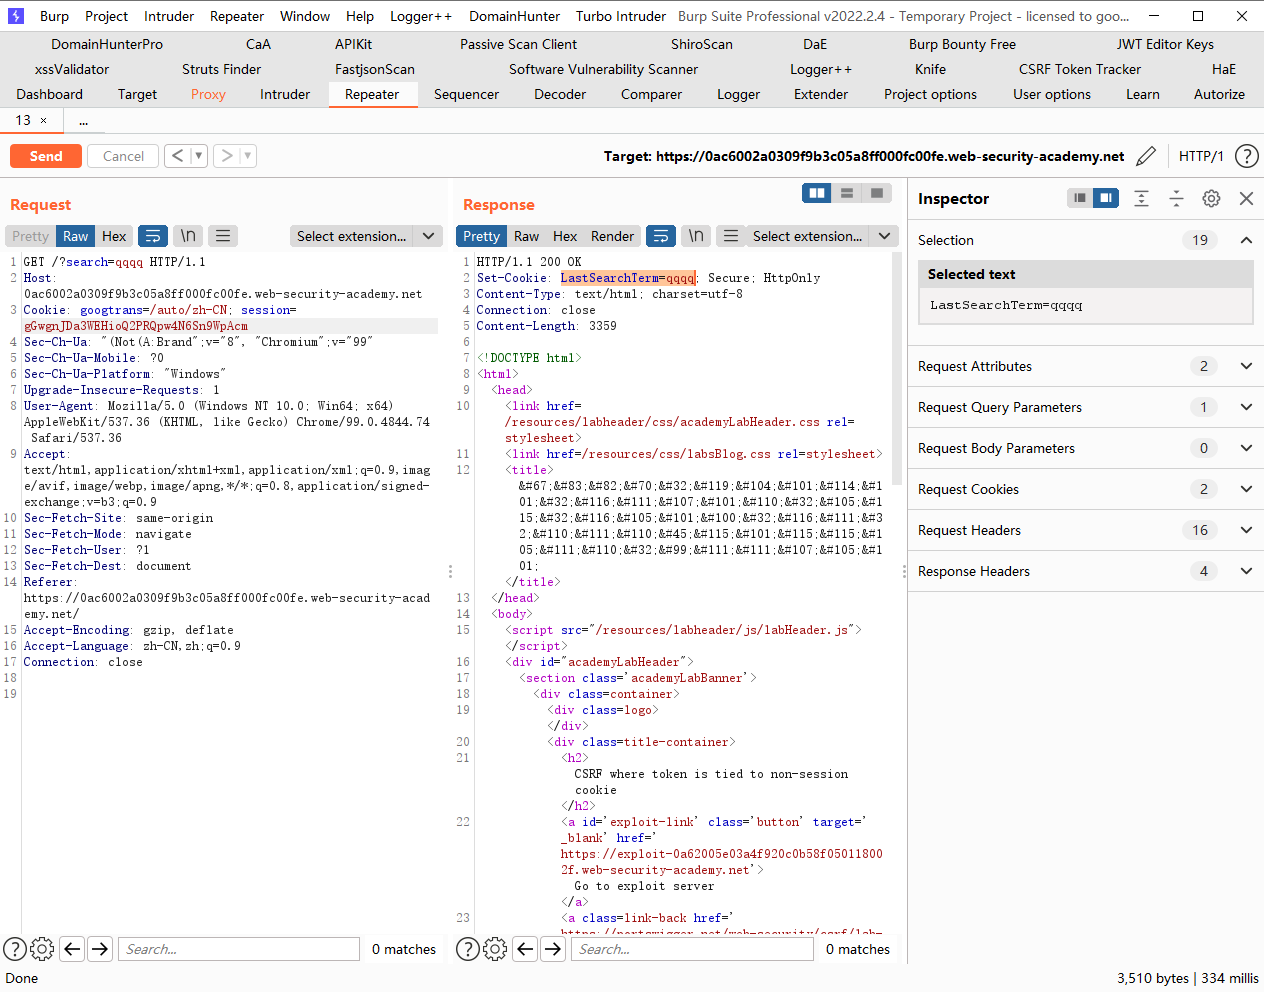 Burp Project Intruder Repeater Window Help Logger++ DomainHunter Turbo Intruder Burp Suite Professional v2022.2.4 - Temporary Project - licensed to goo...
DomainHunterPro CaA APIKit Passive Scan Client ShiroScan DaE Burp Bounty Free JWT Editor Keys
xssValidator Struts Finder FastjsonScan Software Vulnerability Scanner Logger++ Knife CSRF Token Tracker HaE
Dashboard Target Proxy Intruder Repeater Sequencer Decoder Comparer Logger Extender Project options User options Learn Autorize
13 × ...
Send Cancel < ▼ > ▼ Target: https://0ac6002a0309f9b3c05a8ff000fc00fe.web-security-academy.net HTTP/1 ?
Request
Pretty Raw Hex \n Select extension...
1 GET /?search=qqqq HTTP/1.1
2 Host:
0ac6002a0309f9b3c05a8ff000fc00fe.web-security-academy.net
3 Cookie: googtrans=/auto/zh-CN; session=
gGwgnJDa3WEHioQ2PRQpw4N6Sn9WpAcm
4 Sec-Ch-Ua: "(Not(A:Brand";v="8", "Chromium";v="99"
5 Sec-Ch-Ua-Mobile: ?0
6 Sec-Ch-Ua-Platform: "Windows"
7 Upgrade-Insecure-Requests: 1
8 User-Agent: Mozilla/5.0 (Windows NT 10.0; Win64; x64)
AppleWebKit/537.36 (KHTML, like Gecko) Chrome/99.0.4844.74
Safari/537.36
9 Accept:
text/html,application/xhtml+xml,application/xml;q=0.9,imag
e/avif,image/webp,image/apng,*/*;q=0.8,application/signed-
exchange;v=b3;q=0.9
10 Sec-Fetch-Site: same-origin
11 Sec-Fetch-Mode: navigate
12 Sec-Fetch-User: ?1
13 Sec-Fetch-Dest: document
14 Referer:
https://0ac6002a0309f9b3c05a8ff000fc00fe.web-security-acad
emy.net/
15 Accept-Encoding: gzip, deflate
16 Accept-Language: zh-CN,zh;q=0.9
17 Connection: close
18
19
? Search... 0 matches
Response
Pretty Raw Hex Render \n Select extension...
1 HTTP/1.1 200 OK
2 Set-Cookie: LastSearchTerm=qqqq; Secure; HttpOnly
3 Content-Type: text/html; charset=utf-8
4 Connection: close
5 Content-Length: 3359
6
7 <!DOCTYPE html>
8 <html>
9 <head>
10 <link href=
/resources/labheader/css/academyLabHeader.css rel=
stylesheet>
11 <link href=/resources/css/labsBlog.css rel=stylesheet>
12 <title>
&#67;&#83;&#82;&#70;&#32;&#119;&#104;&#101;&#114;&#1
01;&#32;&#116;&#111;&#107;&#101;&#110;&#32;&#105;&#1
15;&#32;&#116;&#105;&#101;&#100;&#32;&#116;&#111;&#3
2;&#110;&#111;&#110;&#45;&#115;&#101;&#115;&#115;&#1
05;&#111;&#110;&#32;&#99;&#111;&#111;&#107;&#105;&#1
01;
</title>
13 </head>
14 <body>
15 <script src="/resources/labheader/js/labHeader.js">
</script>
16 <div id="academyLabHeader">
17 <section class='academyLabBanner'>
18 <div class=container>
19 <div class=logo>
</div>
20 <div class=title-container>
21 <h2>
CSRF where token is tied to non-session
cookie
</h2>
22 <a id='exploit-link' class='button' target='
_blank' href='
https://exploit-0a62005e03a4f920c0b58f05011800
2f.web-security-academy.net'>
Go to exploit server
</a>
23 <a class=link-back href='
https://portswigger.net/web-security/csrf/lab-
? Search... 0 matches
Inspector
Selection 19
Selected text
LastSearchTerm=qqqq
Request Attributes 2
Request Query Parameters 1
Request Body Parameters 0
Request Cookies 2
Request Headers 16
Response Headers 4
Done 3,510 bytes | 334 millis